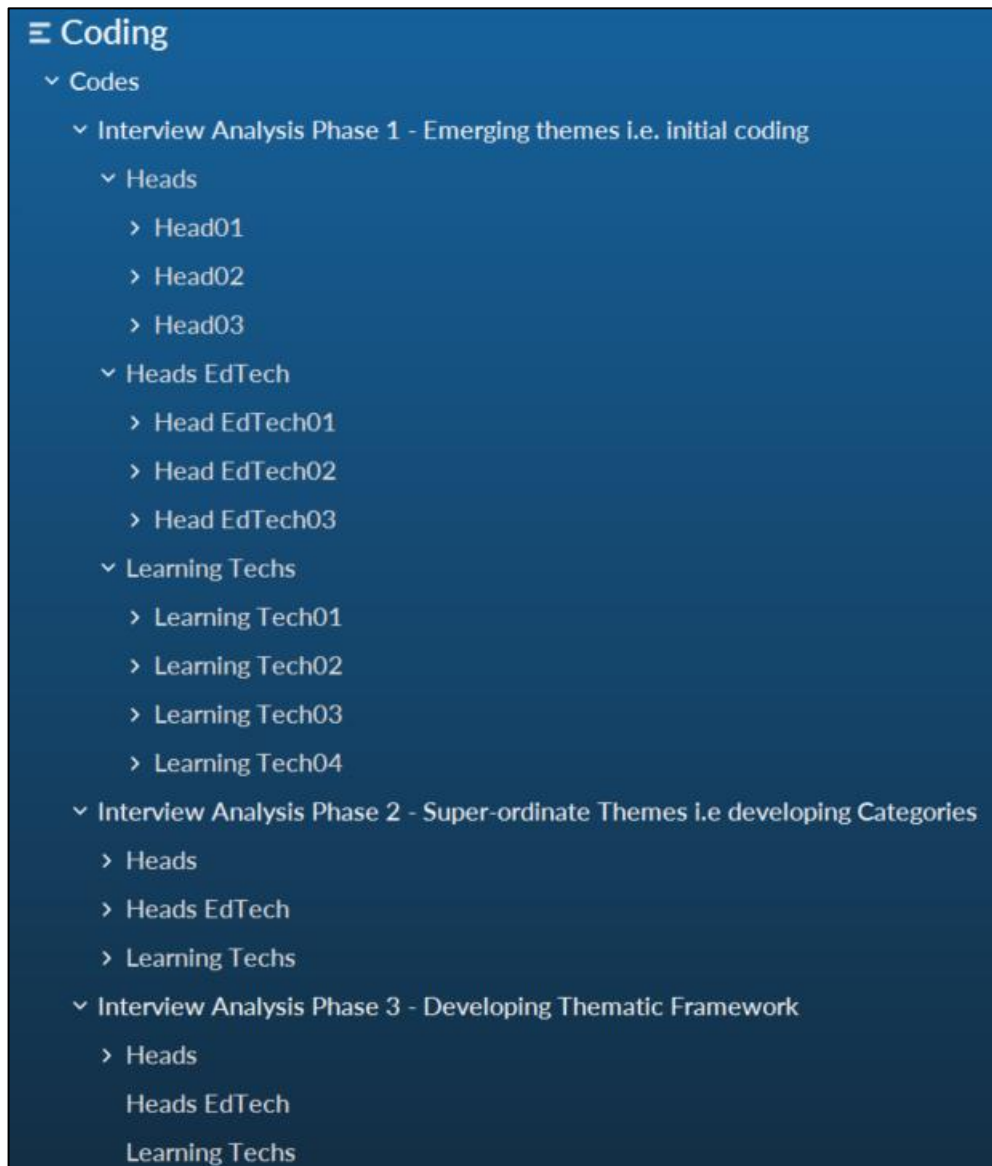 Coding
Codes
Interview Analysis Phase 1 - Emerging themes i.e. initial coding
Heads
Head01
Head02
Head03
Heads EdTech
Head EdTech01
Head EdTech02
Head EdTech03
Learning Techs
Learning Tech01
Learning Tech02
Learning Tech03
Learning Tech04
Interview Analysis Phase 2 - Super-ordinate Themes i.e developing Categories
Heads
Heads EdTech
Learning Techs
Interview Analysis Phase 3 - Developing Thematic Framework
Heads
Heads EdTech
Learning Techs